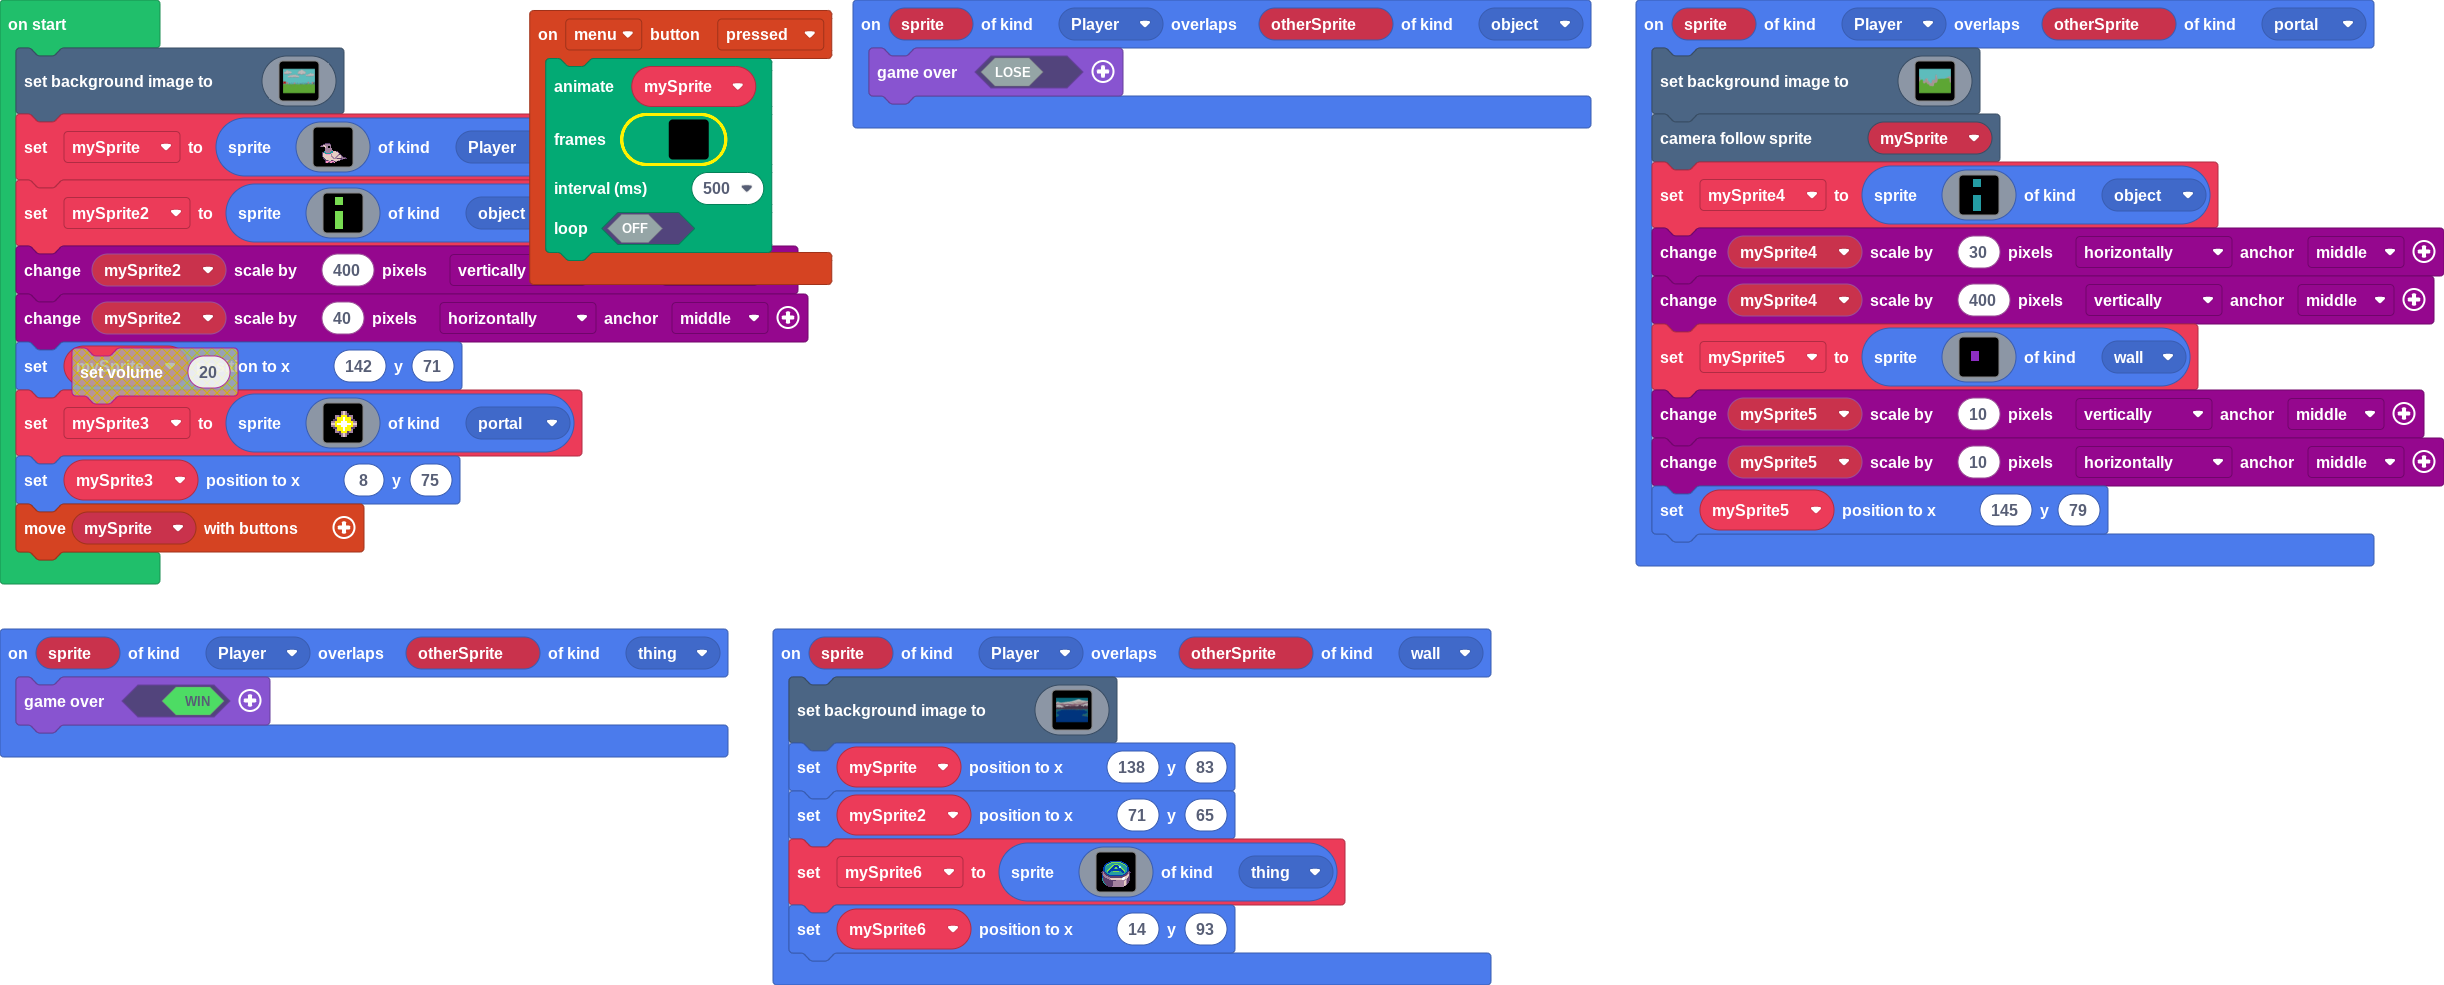 on start
set background image to
set mySprite to sprite of kind Player
set mySprite2 to sprite of kind object
change mySprite2 scale by 400 pixels vertically
change mySprite2 scale by 40 pixels horizontally anchor middle
set position to x 142 y 71
set volume 20
set mySprite3 to sprite of kind portal
set mySprite3 position to x 8 y 75
move mySprite with buttons
on menu button pressed
animate mySprite
frames
interval (ms) 500
loop OFF
on sprite of kind Player overlaps otherSprite of kind object
game over LOSE
on sprite of kind Player overlaps otherSprite of kind portal
set background image to
camera follow sprite mySprite
set mySprite4 to sprite of kind object
change mySprite4 scale by 30 pixels horizontally anchor middle
change mySprite4 scale by 400 pixels vertically anchor middle
set mySprite5 to sprite of kind wall
change mySprite5 scale by 10 pixels vertically anchor middle
change mySprite5 scale by 10 pixels horizontally anchor middle
set mySprite5 position to x 145 y 79
on sprite of kind Player overlaps otherSprite of kind thing
game over WIN
on sprite of kind Player overlaps otherSprite of kind wall
set background image to
set mySprite position to x 138 y 83
set mySprite2 position to x 71 y 65
set mySprite6 to sprite of kind thing
set mySprite6 position to x 14 y 93